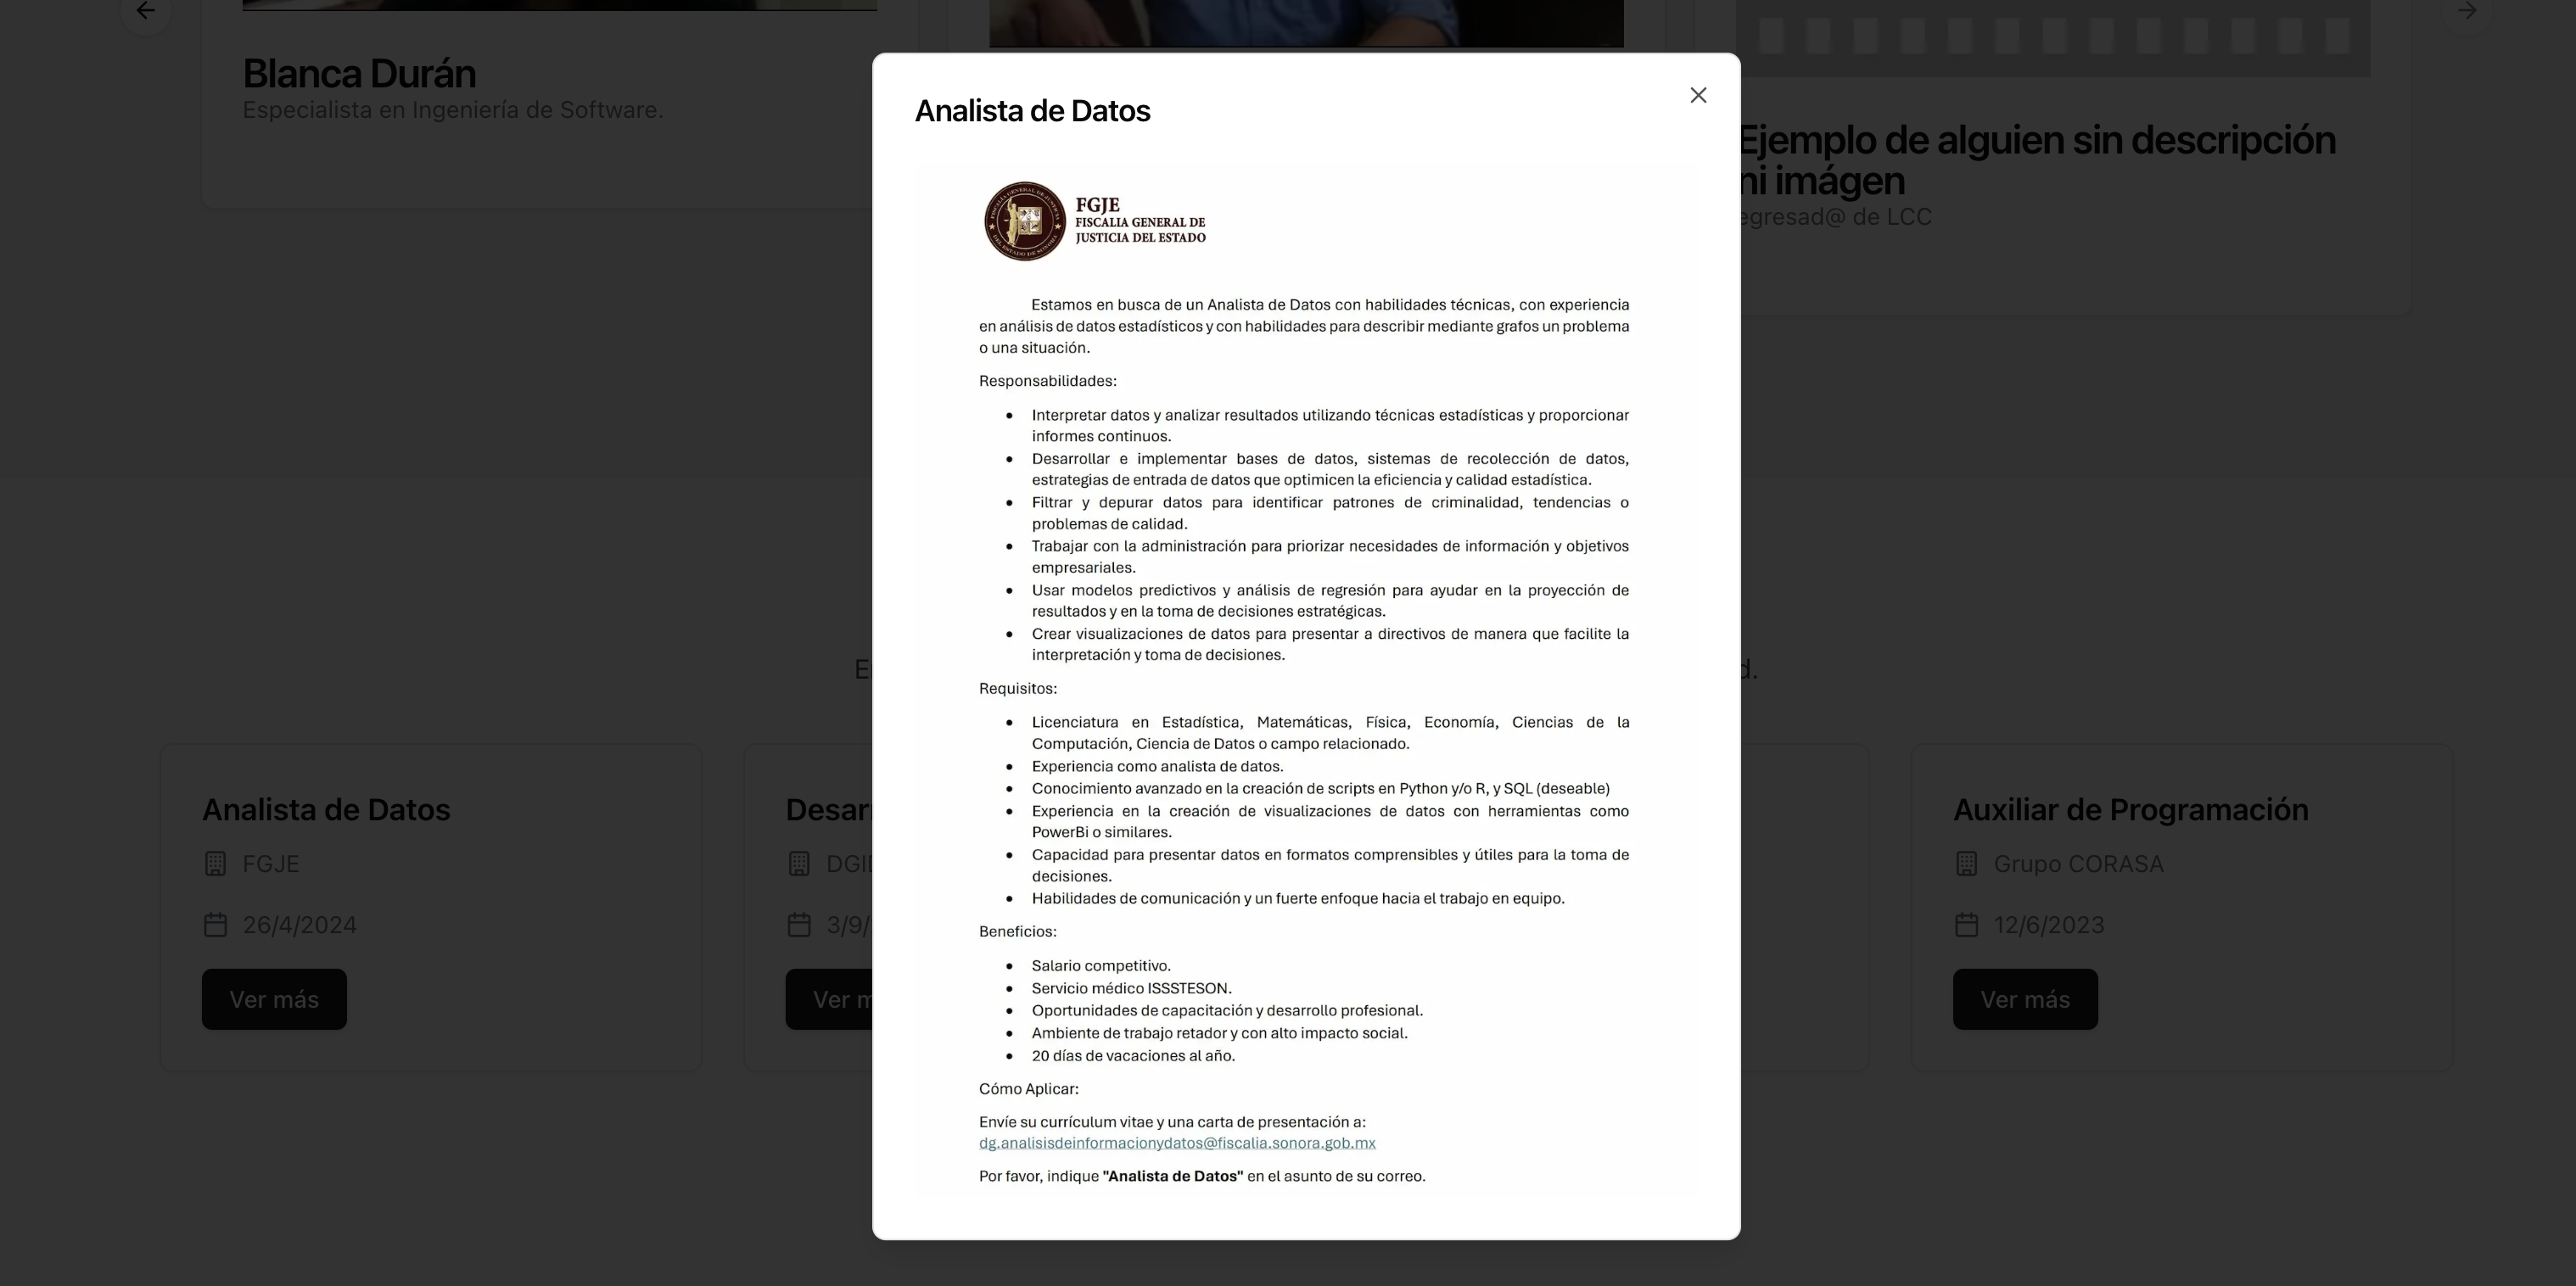 Blanca Durán
Especialista en Ingeniería de Software.
Ejemplo de alguien sin descripción
ni imágen
egresad@ de LCC
Analista de Datos
FISCALIA GENERAL DE JUSTICIA
DEL ESTADO DE SONORA
FGJE
FISCALIA GENERAL DE
JUSTICIA DEL ESTADO
Estamos en busca de un Analista de Datos con habilidades técnicas, con experiencia
en análisis de datos estadísticos y con habilidades para describir mediante grafos un problema
o una situación.
Responsabilidades:
• Interpretar datos y analizar resultados utilizando técnicas estadísticas y proporcionar
informes continuos.
• Desarrollar e implementar bases de datos, sistemas de recolección de datos,
estrategias de entrada de datos que optimicen la eficiencia y calidad estadística.
• Filtrar y depurar datos para identificar patrones de criminalidad, tendencias o
problemas de calidad.
• Trabajar con la administración para priorizar necesidades de información y objetivos
empresariales.
• Usar modelos predictivos y análisis de regresión para ayudar en la proyección de
resultados y en la toma de decisiones estratégicas.
• Crear visualizaciones de datos para presentar a directivos de manera que facilite la
interpretación y toma de decisiones.
Requisitos:
• Licenciatura en Estadística, Matemáticas, Física, Economía, Ciencias de la
Computación, Ciencia de Datos o campo relacionado.
• Experiencia como analista de datos.
• Conocimiento avanzado en la creación de scripts en Python y/o R, y SQL (deseable)
• Experiencia en la creación de visualizaciones de datos con herramientas como
PowerBi o similares.
• Capacidad para presentar datos en formatos comprensibles y útiles para la toma de
decisiones.
• Habilidades de comunicación y un fuerte enfoque hacia el trabajo en equipo.
Beneficios:
• Salario competitivo.
• Servicio médico ISSSTESON.
• Oportunidades de capacitación y desarrollo profesional.
• Ambiente de trabajo retador y con alto impacto social.
• 20 días de vacaciones al año.
Cómo Aplicar:
Envíe su currículum vitae y una carta de presentación a:
dg.analisisdeinformacionydatos@fiscalia.sonora.gob.mx
Por favor, indique "Analista de Datos" en el asunto de su correo.
Analista de Datos
FGJE
26/4/2024
Ver más
Desar
DGI
3/9/
Ver m
Auxiliar de Programación
Grupo CORASA
12/6/2023
Ver más